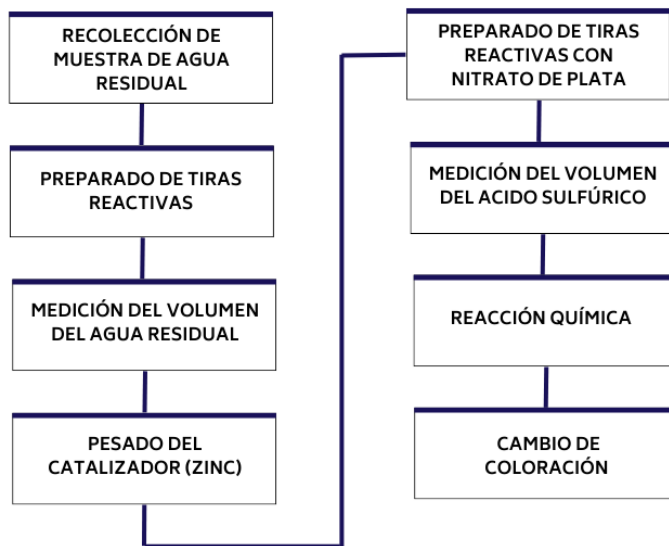 RECOLECCIÓN DE
MUESTRA DE AGUA
RESIDUAL
PREPARADO DE TIRAS
REACTIVAS
MEDICIÓN DEL VOLUMEN
DEL AGUA RESIDUAL
PESADO DEL
CATALIZADOR (ZINC)
PREPARADO DE TIRAS
REACTIVAS CON
NITRATO DE PLATA
MEDICIÓN DEL VOLUMEN
DEL ACIDO SULFÚRICO
REACCIÓN QUÍMICA
CAMBIO DE
COLORACIÓN